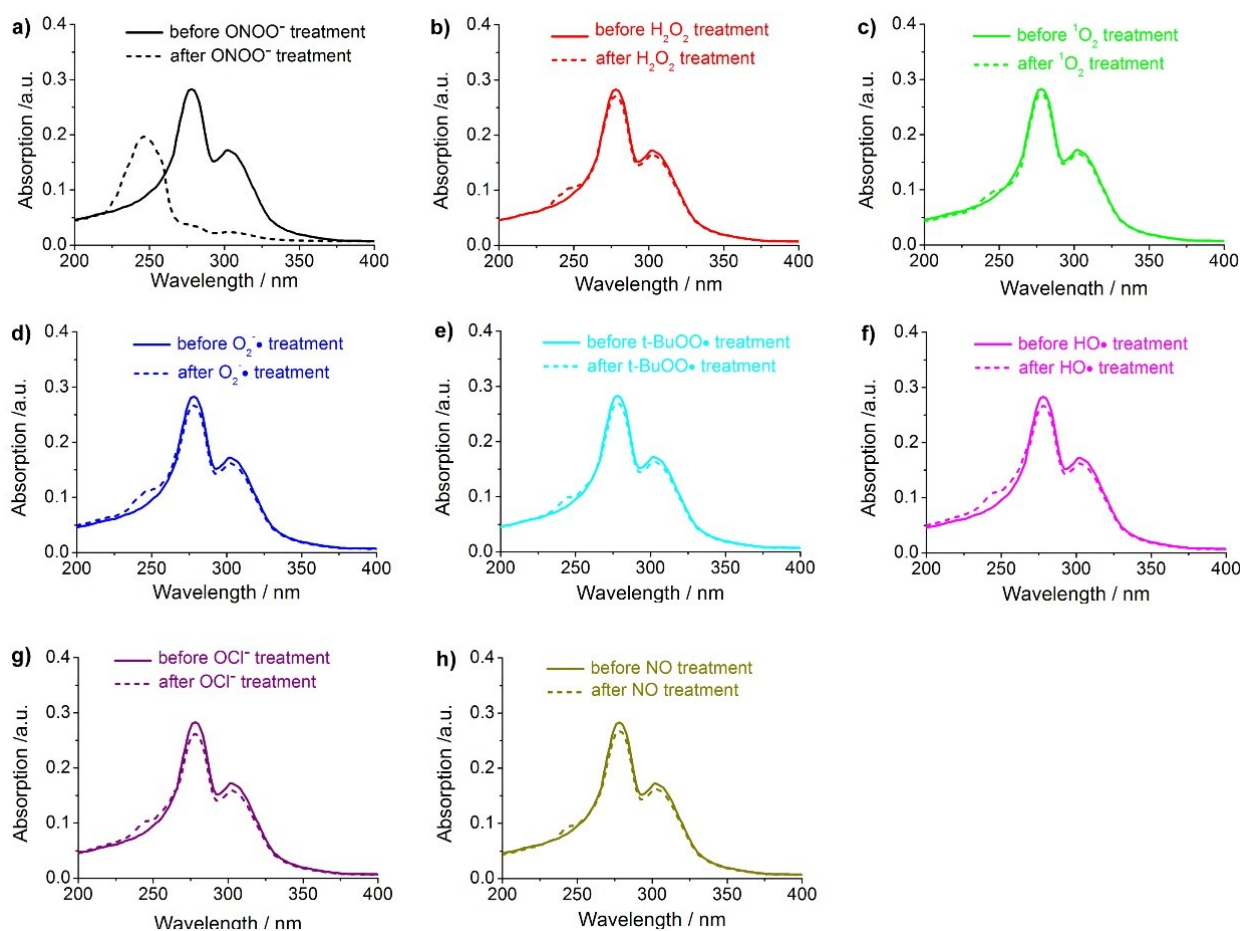 a)
before ONOO⁻ treatment
after ONOO⁻ treatment
Absorption /a.u.
0.4
0.3
0.2
0.1
0.0
200 250 300 350 400
Wavelength / nm
b)
before H₂O₂ treatment
after H₂O₂ treatment
Absorption /a.u.
0.4
0.3
0.2
0.1
0.0
200 250 300 350 400
Wavelength / nm
c)
before ¹O₂ treatment
after ¹O₂ treatment
Absorption /a.u.
0.4
0.3
0.2
0.1
0.0
200 250 300 350 400
Wavelength / nm
d)
before O₂⁻• treatment
after O₂⁻• treatment
Absorption /a.u.
0.4
0.3
0.2
0.1
0.0
200 250 300 350 400
Wavelength / nm
e)
before t-BuOO• treatment
after t-BuOO• treatment
Absorption /a.u.
0.4
0.3
0.2
0.1
0.0
200 250 300 350 400
Wavelength / nm
f)
before HO• treatment
after HO• treatment
Absorption /a.u.
0.4
0.3
0.2
0.1
0.0
200 250 300 350 400
Wavelength / nm
g)
before OCl⁻ treatment
after OCl⁻ treatment
Absorption /a.u.
0.4
0.3
0.2
0.1
0.0
200 250 300 350 400
Wavelength / nm
h)
before NO treatment
after NO treatment
Absorption /a.u.
0.4
0.3
0.2
0.1
0.0
200 250 300 350 400
Wavelength / nm